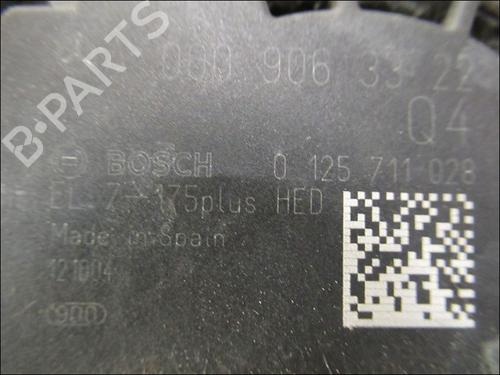 000 906 33 22
Q4
BOSCH 0 125 711 028
EL 7-175plus HED
Made in Spain
121004
900
B-PARTS